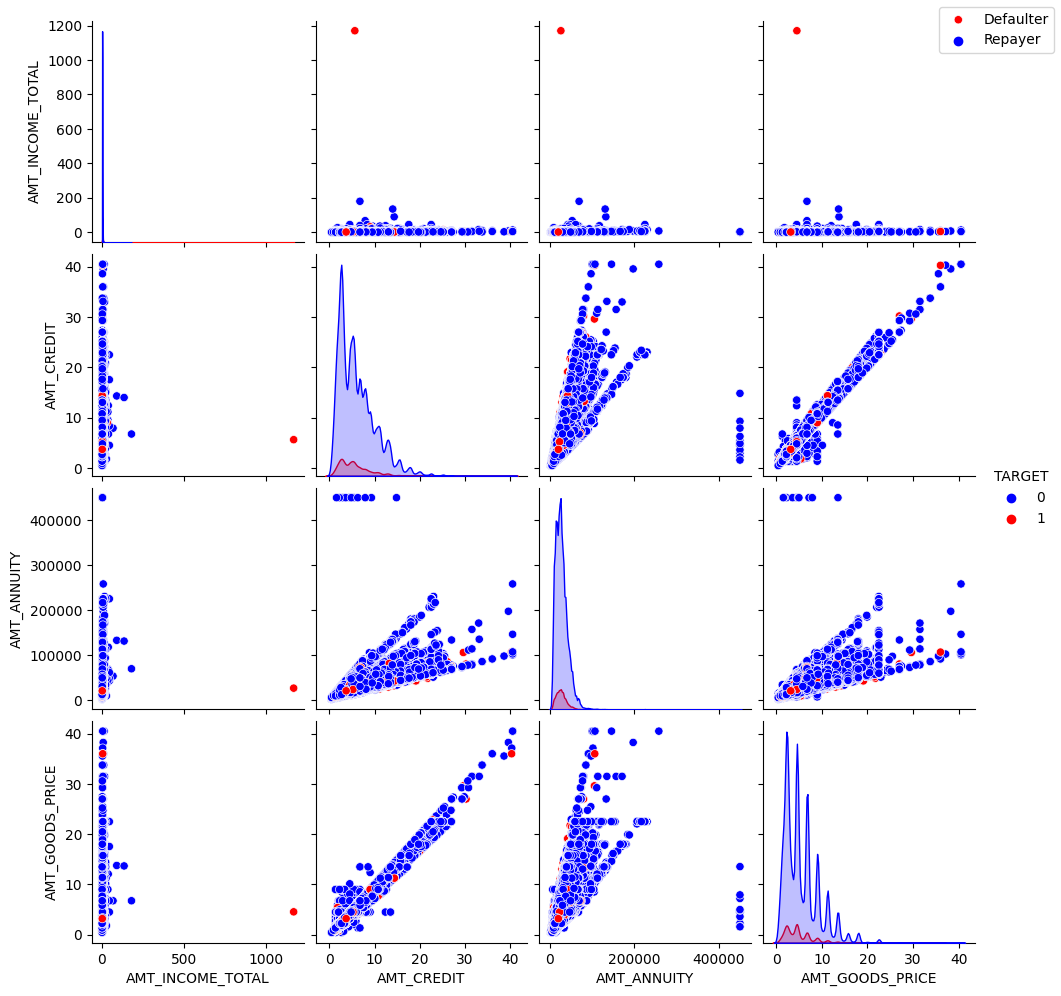 Defaulter
Repayer
1200
1000
800
600
400
200
0
AMT_INCOME_TOTAL
40
30
20
10
0
AMT_CREDIT
TARGET
0
1
400000
300000
200000
100000
0
AMT_ANNUITY
40
30
20
10
0
AMT_GOODS_PRICE
0 500 1000 0 10 20 30 40 0 200000 400000 0 10 20 30 40
AMT_INCOME_TOTAL AMT_CREDIT AMT_ANNUITY AMT_GOODS_PRICE